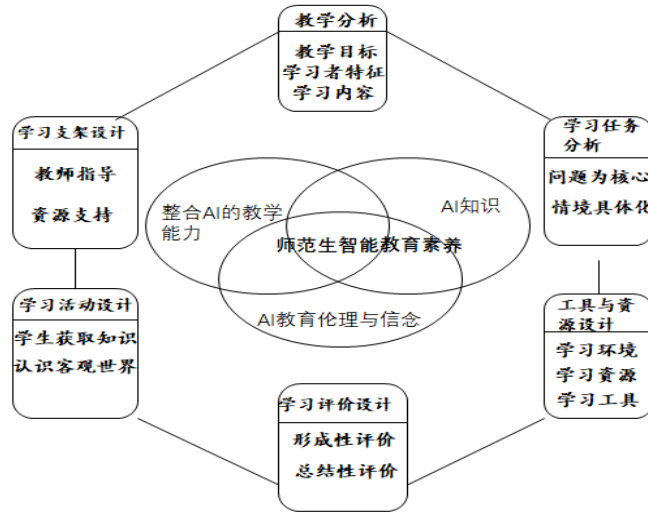 教学分析
教学目标
学习者特征
学习内容
学习支架设计
教师指导
资源支持
学习任务
分析
问题为核心
情境具体化
整合AI的教学
能力
AI知识
师范生智能教育素养
AI教育伦理与信念
学习活动设计
学生获取知识
认识客观世界
工具与资
源设计
学习环境
学习资源
学习工具
学习评价设计
形成性评价
总结性评价